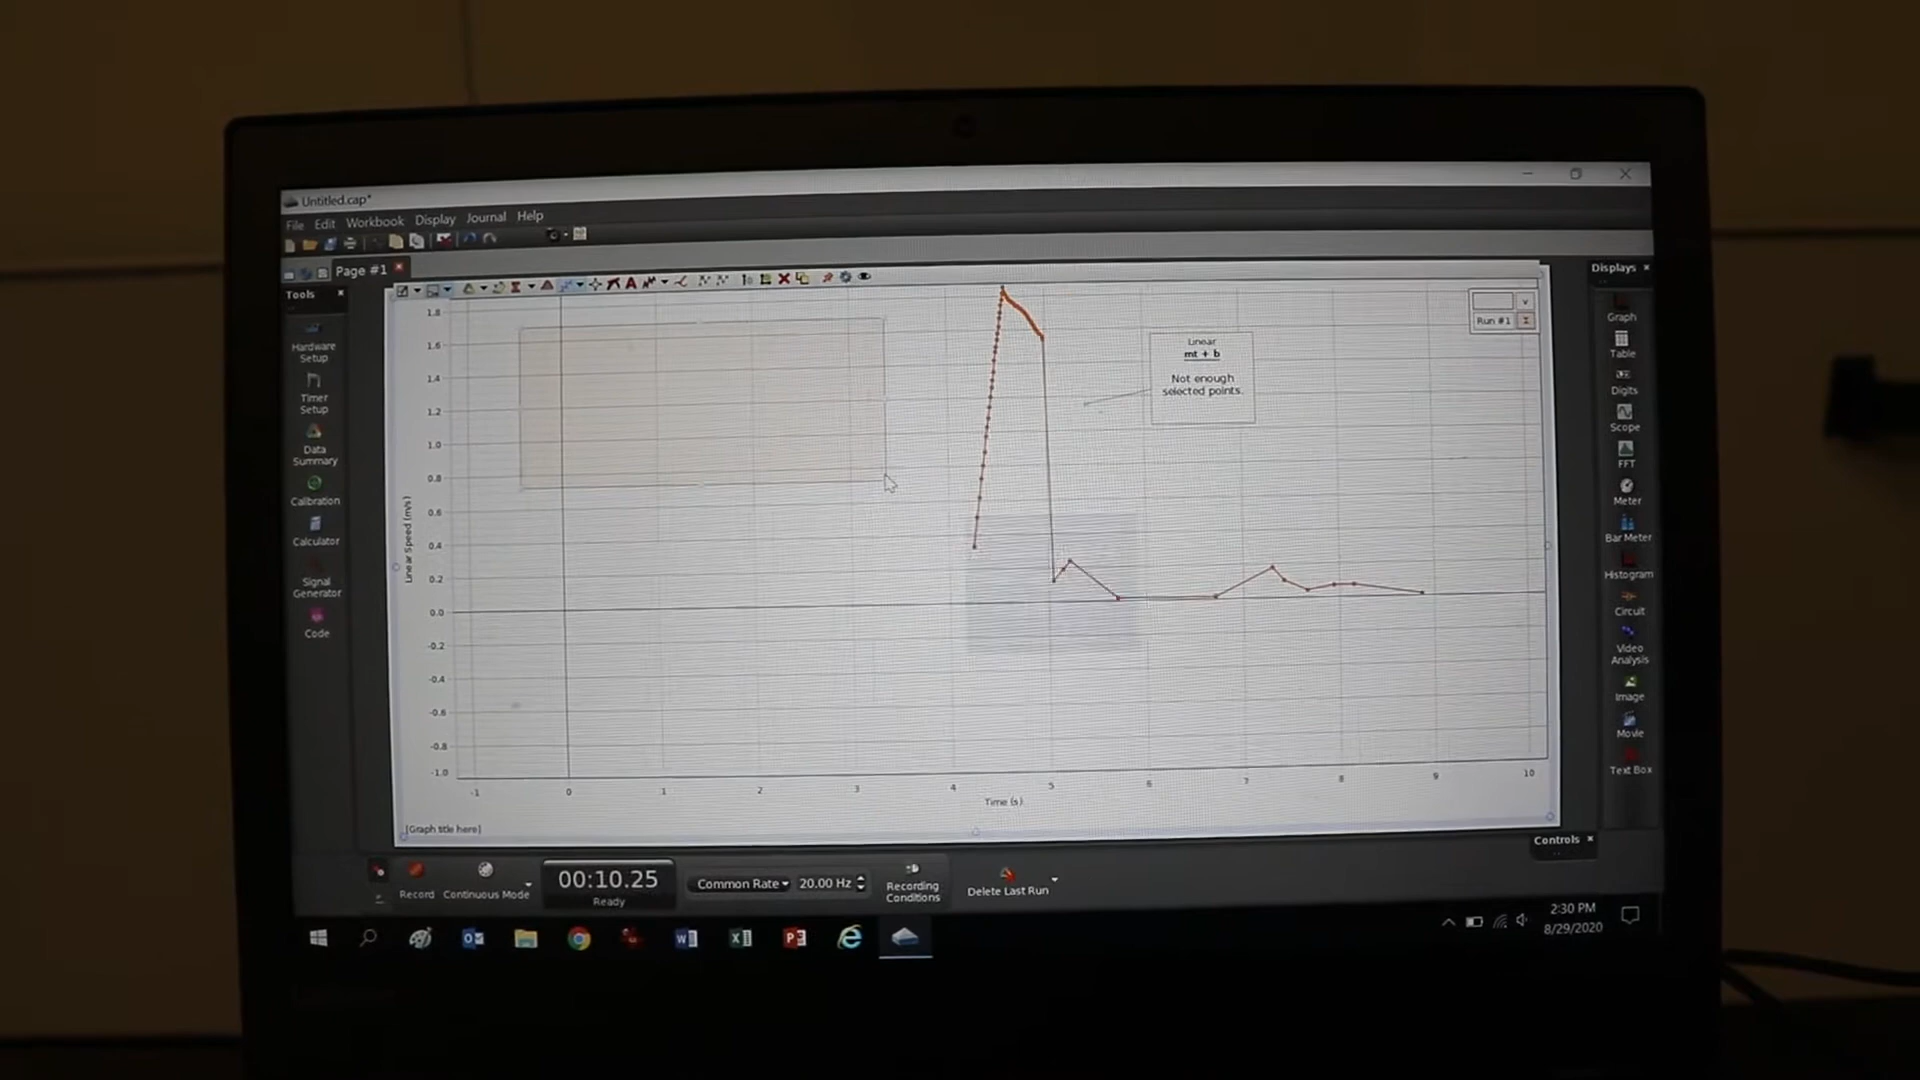 Untitled.cap*
File Edit Workbook Display Journal Help
Page #1
Tools
Hardware
Setup
Timer
Setup
Data
Summary
Calibration
Calculator
Signal
Generator
Code
1.8
1.6
1.4
1.2
1.0
0.8
0.6
0.4
0.2
0.0
-0.2
-0.4
-0.6
-0.8
-1.0
Linear Speed (m/s)
-1 0 1 2 3 4 5 6 7 8 9 10
Time (s)
[Graph title here]
Linear
mt + b
Not enough
selected points.
Run #1
Displays
Graph
Table
Digits
Scope
FFT
Meter
Bar Meter
Histogram
Circuit
Video
Analysis
Image
Movie
Text Box
Controls
Record
Continuous Mode
00:10.25
Ready
Common Rate
20.00 Hz
Recording
Conditions
Delete Last Run
2:30 PM
8/29/2020